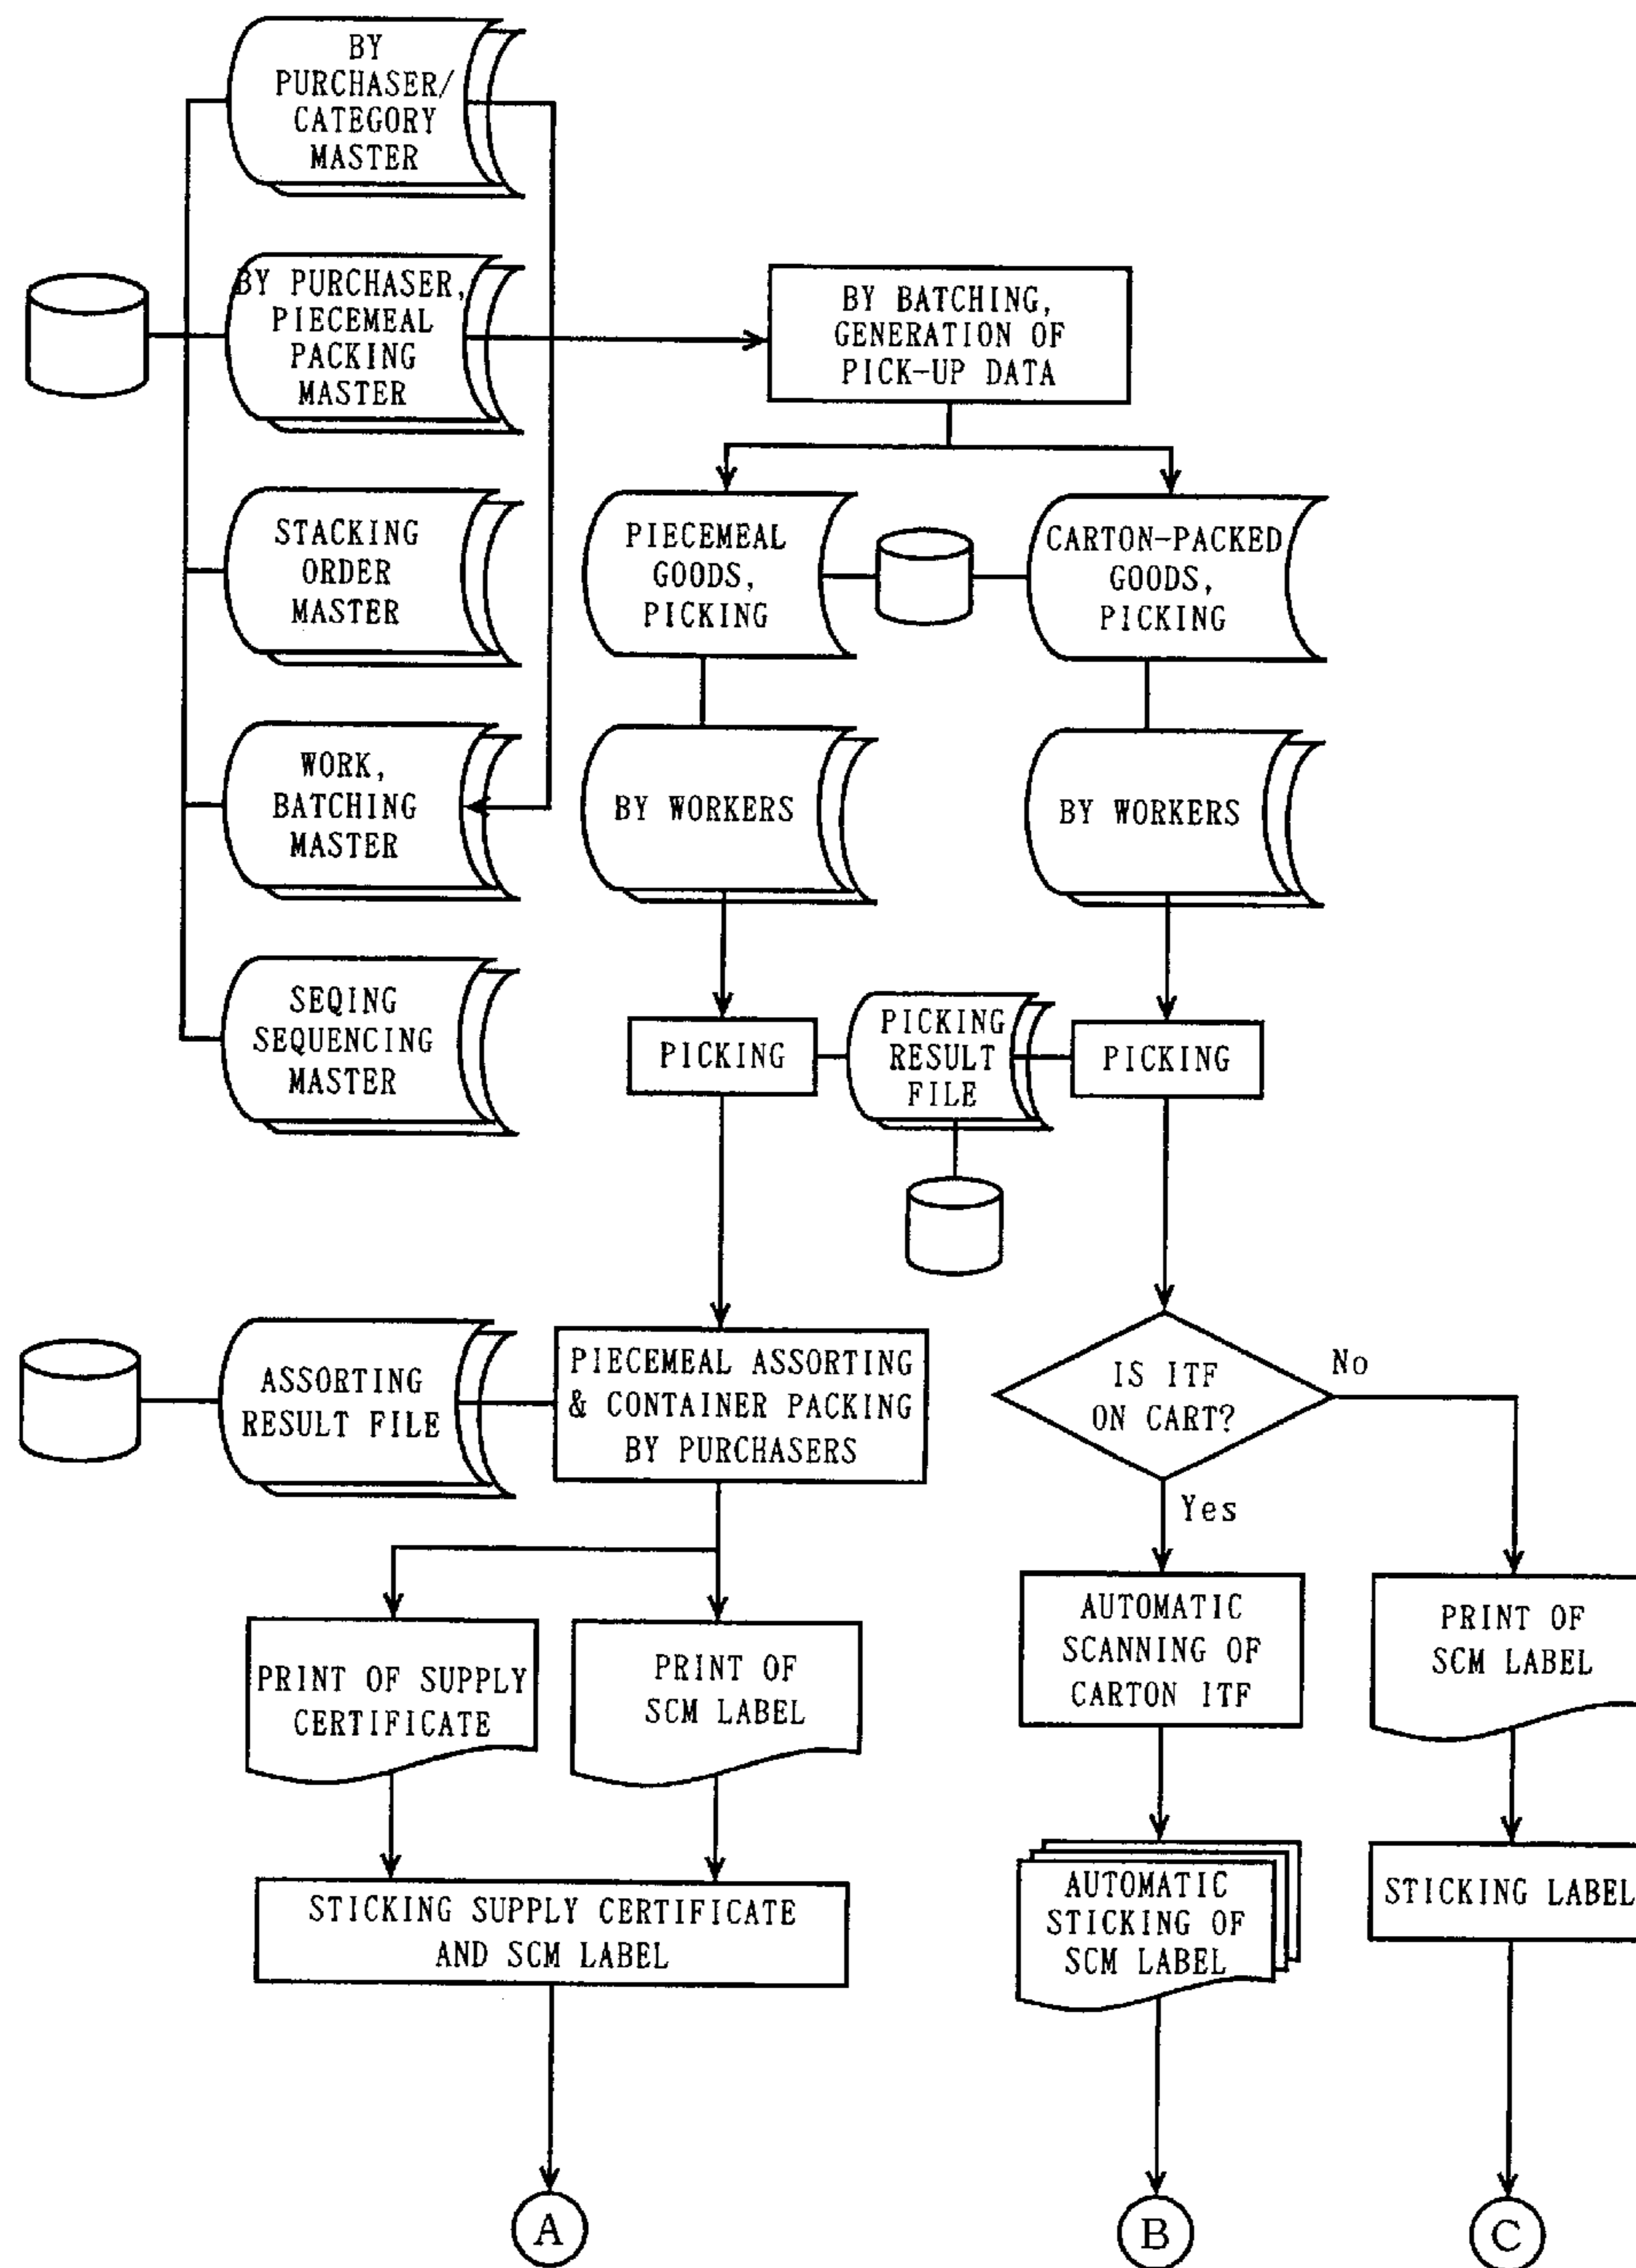 BY
PURCHASER/
CATEGORY
MASTER
BY PURCHASER,
PIECEMEAL
PACKING
MASTER
BY BATCHING,
GENERATION OF
PICK-UP DATA
STACKING
ORDER
MASTER
PIECEMEAL
GOODS,
PICKING
CARTON-PACKED
GOODS,
PICKING
WORK,
BATCHING
MASTER
BY WORKERS
BY WORKERS
SEQING
SEQUENCING
MASTER
PICKING
PICKING
RESULT
FILE
PICKING
ASSORTING
RESULT FILE
PIECEMEAL ASSORTING
& CONTAINER PACKING
BY PURCHASERS
IS ITF
ON CART?
No
Yes
PRINT OF SUPPLY
CERTIFICATE
PRINT OF
SCM LABEL
AUTOMATIC
SCANNING OF
CARTON ITF
PRINT OF
SCM LABEL
STICKING SUPPLY CERTIFICATE
AND SCM LABEL
AUTOMATIC
STICKING OF
SCM LABEL
STICKING LABEL
A
B
C